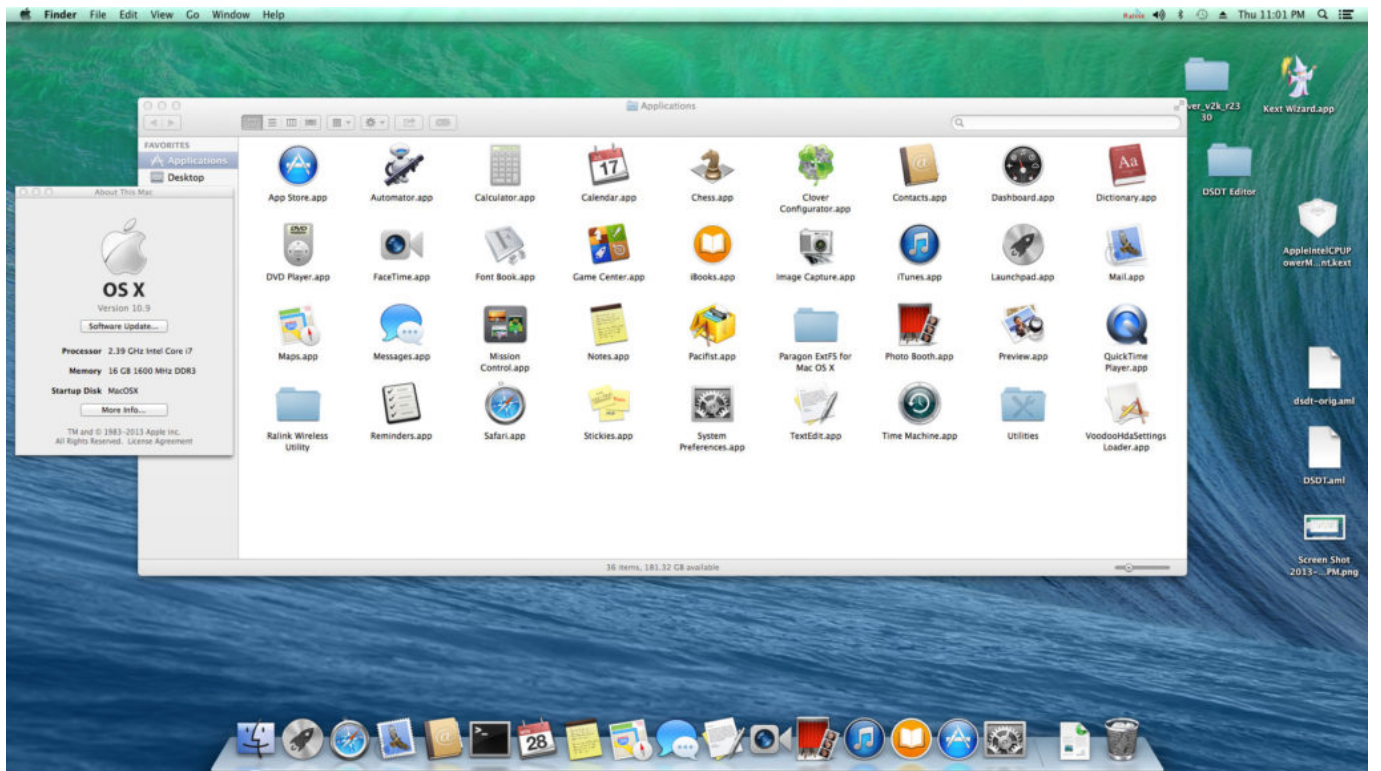 Finder File Edit View Go Window Help
Ralink
Thu 11:01 PM
Applications
FAVORITES
Applications
Desktop
About This Mac
OS X
Version 10.9
Software Update...
Processor 2.39 GHz Intel Core i7
Memory 16 GB 1600 MHz DDR3
Startup Disk MacOSX
More Info...
TM and © 1983–2013 Apple Inc.
All Rights Reserved. License Agreement
17
@
Aa
App Store.app
Automator.app
Calculator.app
Calendar.app
Chess.app
Clover
Configurator.app
Contacts.app
Dashboard.app
Dictionary.app
DVD
DVD Player.app
FaceTime.app
Font Book.app
Game Center.app
iBooks.app
Image Capture.app
iTunes.app
Launchpad.app
Mail.app
Maps.app
Messages.app
Mission
Control.app
Notes.app
Pacifist.app
Paragon ExtFS for
Mac OS X
Photo Booth.app
Preview.app
QuickTime
Player.app
Ralink Wireless
Utility
Reminders.app
Safari.app
Stickies.app
System
Preferences.app
TextEdit.app
Time Machine.app
Utilities
VoodooHdaSettings
Loader.app
36 items, 181.32 GB available
ver_v2k_r23
30
Kext Wizard.app
DSDT Editor
AppleIntelCPUP
owerM...nt.kext
dsdt-orig.aml
DSDT.aml
Screen Shot
2013-...PM.png
@
28